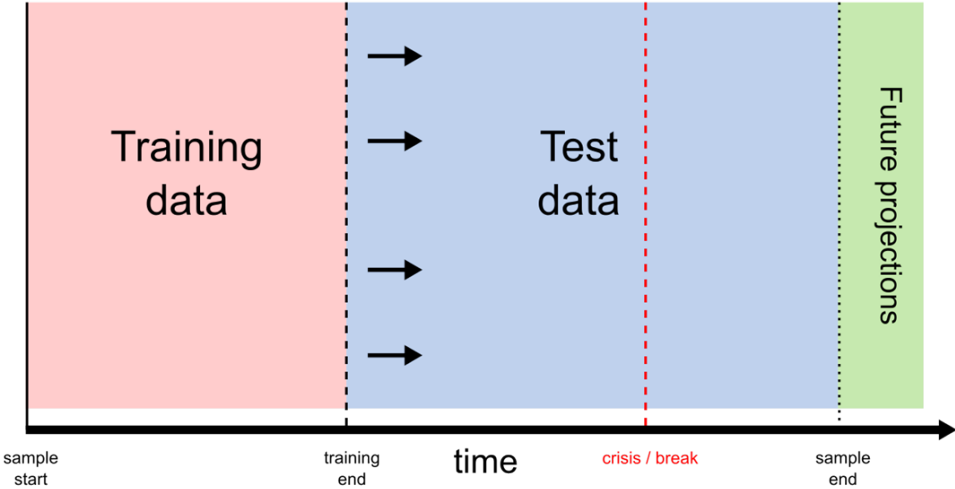 Training
data
Test
data
Future projections
sample
start
training
end
time
crisis / break
sample
end